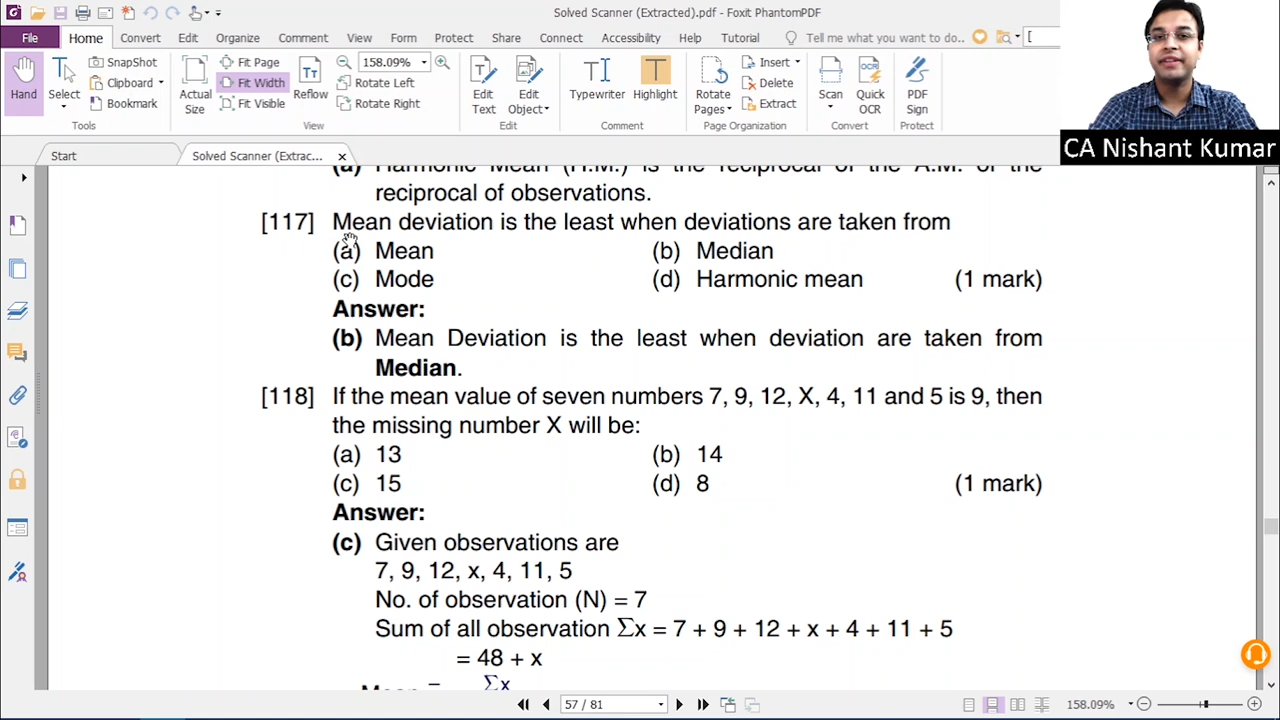 Solved Scanner (Extracted).pdf - Foxit PhantomPDF
File Home Convert Edit Organize Comment View Form Protect Share Connect Accessibility Help Tutorial Tell me what you want to do..
Hand
Select
SnapShot
Clipboard
Bookmark
Tools
Actual Size
Fit Page
Fit Width
Fit Visible
Reflow
158.09%
Rotate Left
Rotate Right
View
Edit Text
Edit Object
Edit
Typewriter
Highlight
Comment
Rotate Pages
Insert
Delete
Extract
Page Organization
Scan
Quick OCR
Convert
PDF Sign
Protect
CA Nishant Kumar
Start
Solved Scanner (Extrac...
reciprocal of observations.
[117] Mean deviation is the least when deviations are taken from
(a) Mean (b) Median
(c) Mode (d) Harmonic mean (1 mark)
Answer:
(b) Mean Deviation is the least when deviation are taken from
Median.
[118] If the mean value of seven numbers 7, 9, 12, X, 4, 11 and 5 is 9, then
the missing number X will be:
(a) 13 (b) 14
(c) 15 (d) 8 (1 mark)
Answer:
(c) Given observations are
7, 9, 12, x, 4, 11, 5
No. of observation (N) = 7
Sum of all observation ∑x = 7 + 9 + 12 + x + 4 + 11 + 5
= 48 + x
57 / 81
158.09%